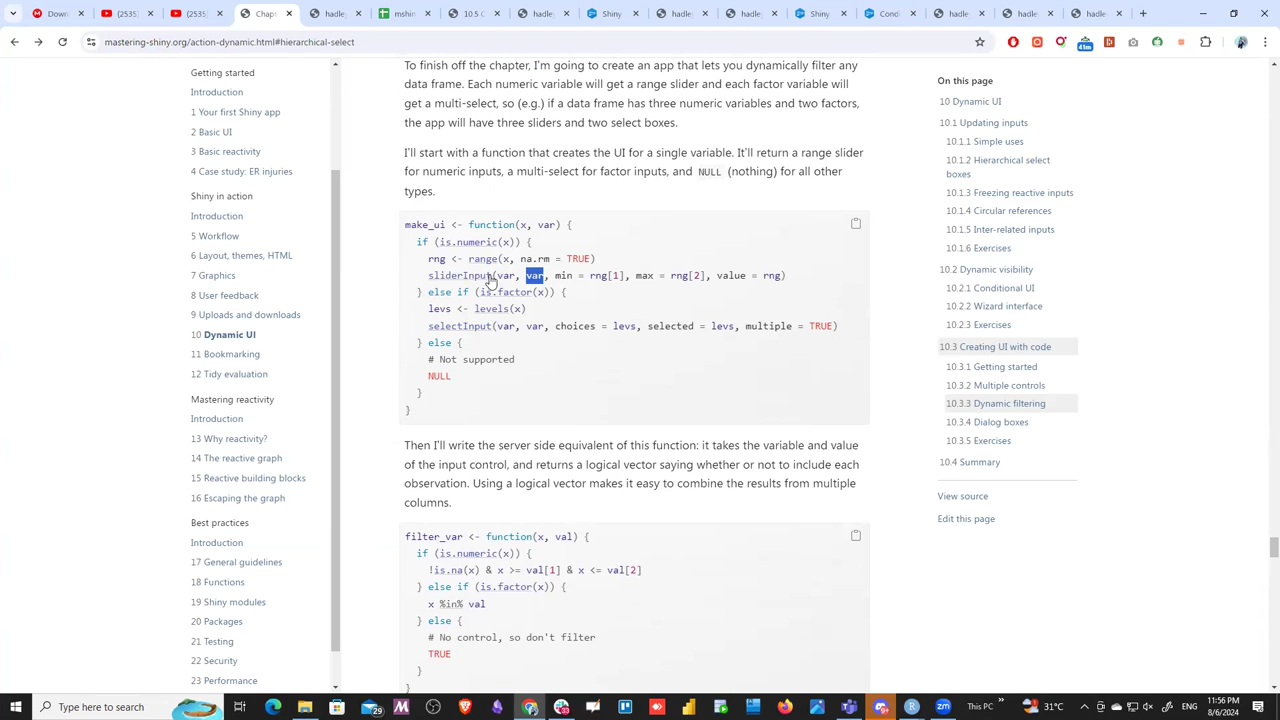 Down
(2535)
(253
(2535)
hadle
minin
hadle
Shiny
Shiny
hadle
hadle
Cond
hadle
mastering-shiny.org/action-dynamic.html#hierarchical-select
41m
Getting started
Introduction
1 Your first Shiny app
2 Basic UI
3 Basic reactivity
4 Case study: ER injuries
Shiny in action
Introduction
5 Workflow
6 Layout, themes, HTML
7 Graphics
8 User feedback
9 Uploads and downloads
10 Dynamic UI
11 Bookmarking
12 Tidy evaluation
Mastering reactivity
Introduction
13 Why reactivity?
14 The reactive graph
15 Reactive building blocks
16 Escaping the graph
Best practices
Introduction
17 General guidelines
18 Functions
19 Shiny modules
20 Packages
21 Testing
22 Security
23 Performance
To finish off the chapter, I'm going to create an app that lets you dynamically filter any
data frame. Each numeric variable will get a range slider and each factor variable will
get a multi-select, so (e.g.) if a data frame has three numeric variables and two factors,
the app will have three sliders and two select boxes.
I'll start with a function that creates the UI for a single variable. It'll return a range slider
for numeric inputs, a multi-select for factor inputs, and NULL (nothing) for all other
types.
make_ui <- function(x, var) {
if (is.numeric(x)) {
rng <- range(x, na.rm = TRUE)
sliderInput(var, var, min = rng[1], max = rng[2], value = rng)
} else if (is.factor(x)) {
levs <- levels(x)
selectInput(var, var, choices = levs, selected = levs, multiple = TRUE)
} else {
# Not supported
NULL
}
}
Then I'll write the server side equivalent of this function: it takes the variable and value
of the input control, and returns a logical vector saying whether or not to include each
observation. Using a logical vector makes it easy to combine the results from multiple
columns.
filter_var <- function(x, val) {
if (is.numeric(x)) {
!is.na(x) & x >= val[1] & x <= val[2]
} else if (is.factor(x)) {
x %in% val
} else {
# No control, so don't filter
TRUE
}
}
On this page
10 Dynamic UI
10.1 Updating inputs
10.1.1 Simple uses
10.1.2 Hierarchical select
boxes
10.1.3 Freezing reactive inputs
10.1.4 Circular references
10.1.5 Inter-related inputs
10.1.6 Exercises
10.2 Dynamic visibility
10.2.1 Conditional UI
10.2.2 Wizard interface
10.2.3 Exercises
10.3 Creating UI with code
10.3.1 Getting started
10.3.2 Multiple controls
10.3.3 Dynamic filtering
10.3.4 Dialog boxes
10.3.5 Exercises
10.4 Summary
View source
Edit this page
Type here to search
29
This PC
31°C
11:56 PM
8/6/2024